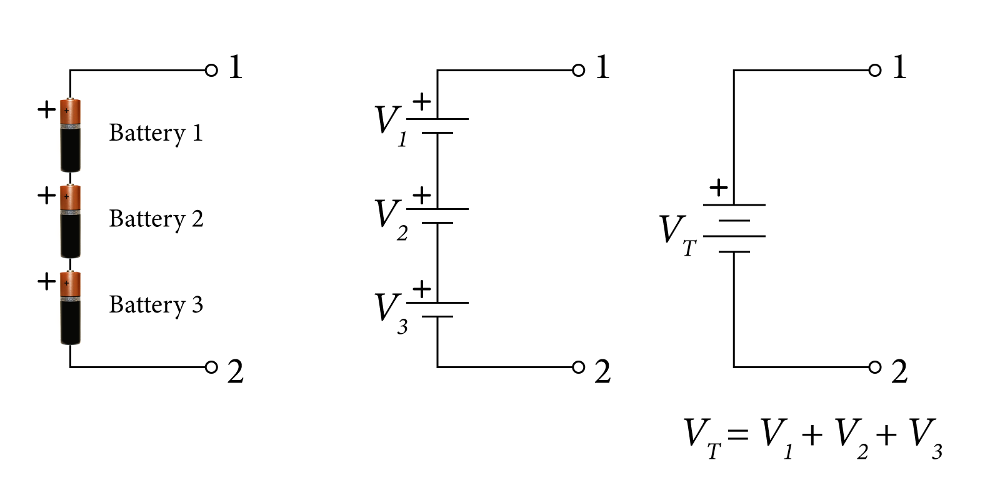 1
+
Battery 1
+
Battery 2
+
Battery 3
2
1
+
V1
+
V2
+
V3
2
1
+
VT
2
VT = V1 + V2 + V3